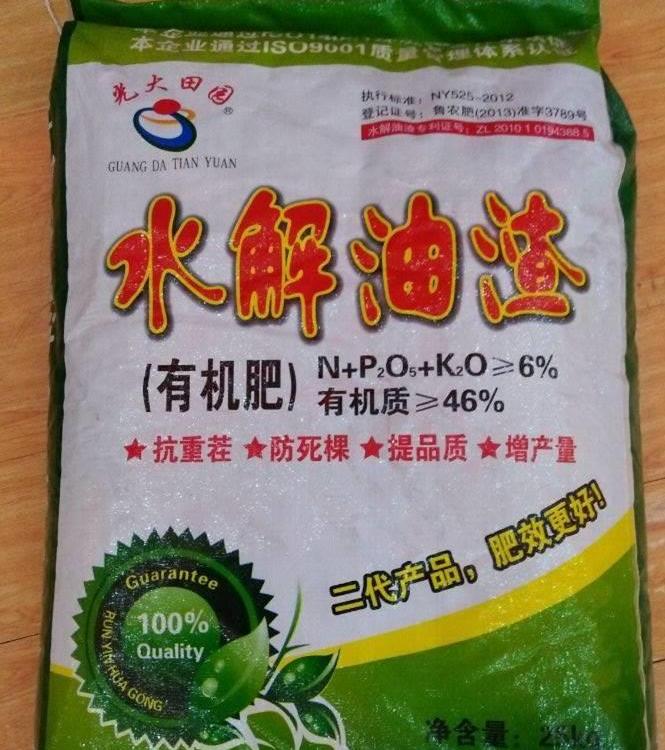 本企业通过ISO9001质量管理体系认证
光大田园
®
GUANG DA TIAN YUAN
执行标准：NY525-2012
登记证号：鲁农肥(2013)准字3789号
水解油渣专利证号：ZL 2010 1 0194388.5
水解油渣
(有机肥)
N+P₂O₅+K₂O≥6%
有机质≥46%
★抗重茬 ★防死棵 ★提品质 ★增产量
二代产品，肥效更好!
Guarantee
100%
Quality
RUN YIN HUA GONG
净含量：